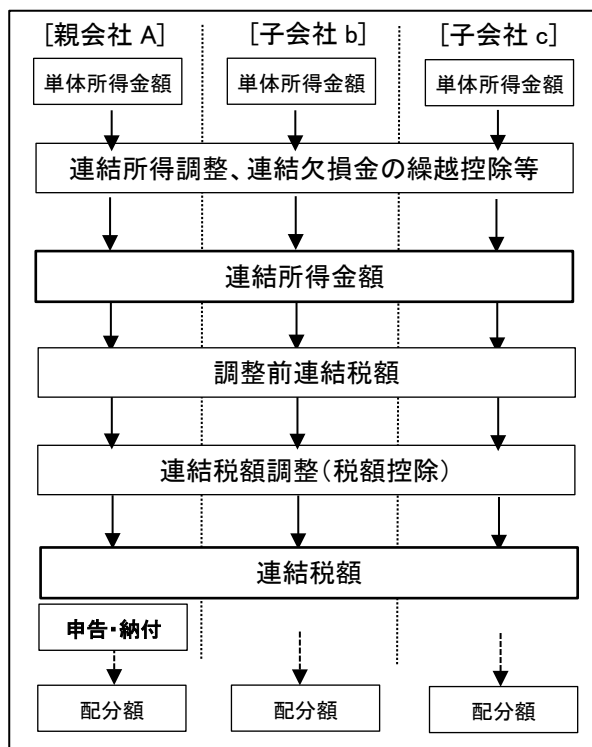 [親会社 A] [子会社 b] [子会社 c]
単体所得金額 単体所得金額 単体所得金額
連結所得調整、連結欠損金の繰越控除等
連結所得金額
調整前連結税額
連結税額調整(税額控除)
連結税額
申告・納付
配分額 配分額 配分額